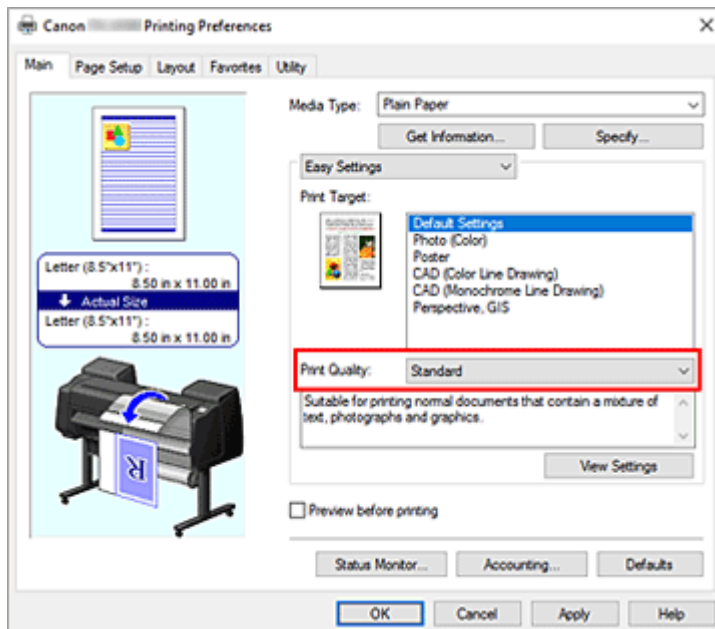 Canon Printing Preferences
Main Page Setup Layout Favorites Utility
Media Type: Plain Paper
Get Information... Specify...
Easy Settings
Print Target:
Default Settings
Photo (Color)
Poster
CAD (Color Line Drawing)
CAD (Monochrome Line Drawing)
Perspective, GIS
Letter (8.5"x11") :
8.50 in x 11.00 in
Actual Size
Letter (8.5"x11") :
8.50 in x 11.00 in
R
Print Quality: Standard
Suitable for printing normal documents that contain a mixture of
text, photographs and graphics.
View Settings
Preview before printing
Status Monitor... Accounting... Defaults
OK Cancel Apply Help